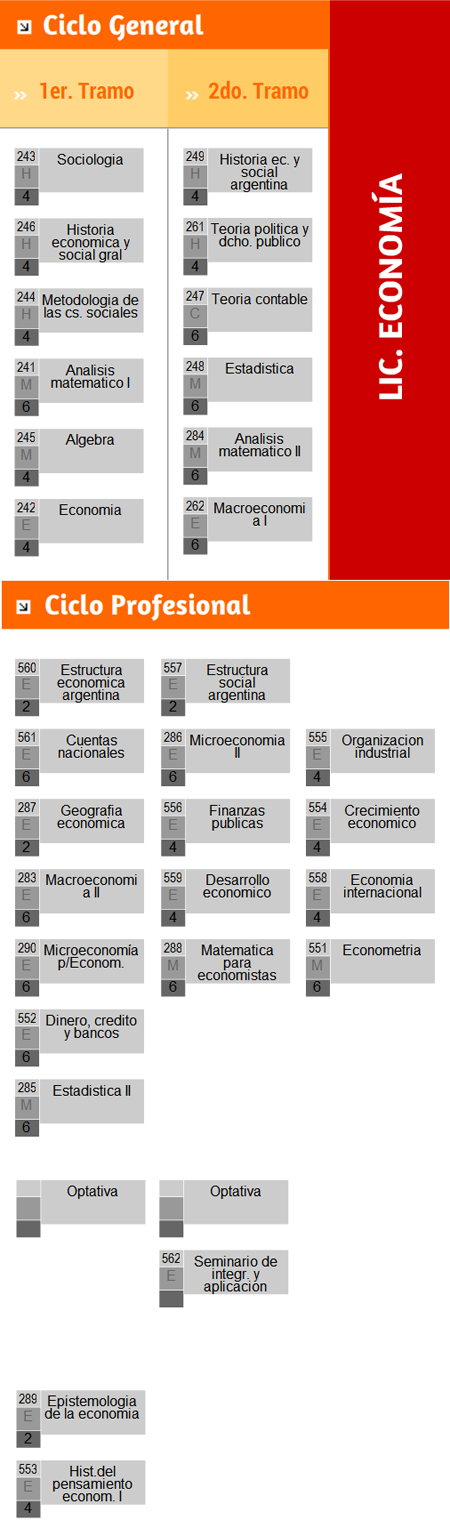 Ciclo General
» 1er. Tramo
» 2do. Tramo
LIC. ECONOMÍA
243
H
4
Sociologia
249
H
4
Historia ec. y
social
argentina
246
H
4
Historia
economica y
social gral
261
H
4
Teoria politica y
dcho. publico
244
H
4
Metodologia de
las cs. sociales
247
C
6
Teoria contable
241
M
6
Analisis
matematico I
248
M
6
Estadistica
245
M
4
Algebra
284
M
6
Analisis
matematico II
242
E
4
Economia
262
E
6
Macroeconomi
a I
Ciclo Profesional
560
E
2
Estructura
economica
argentina
557
E
2
Estructura
social
argentina
561
E
6
Cuentas
nacionales
286
E
6
Microeconomia
II
555
E
4
Organizacion
industrial
287
E
2
Geografia
economica
556
E
4
Finanzas
publicas
554
E
4
Crecimiento
economico
283
E
6
Macroeconomi
a II
559
E
4
Desarrollo
economico
558
E
4
Economia
internacional
290
E
6
Microeconomía
p/Econom.
288
M
6
Matematica
para
economistas
551
M
6
Econometria
552
E
6
Dinero, credito
y bancos
285
M
6
Estadistica II
Optativa
Optativa
562
E
Seminario de
integr. y
aplicacion
289
E
2
Epistemologia
de la economia
553
E
4
Hist.del
pensamiento
econom. I